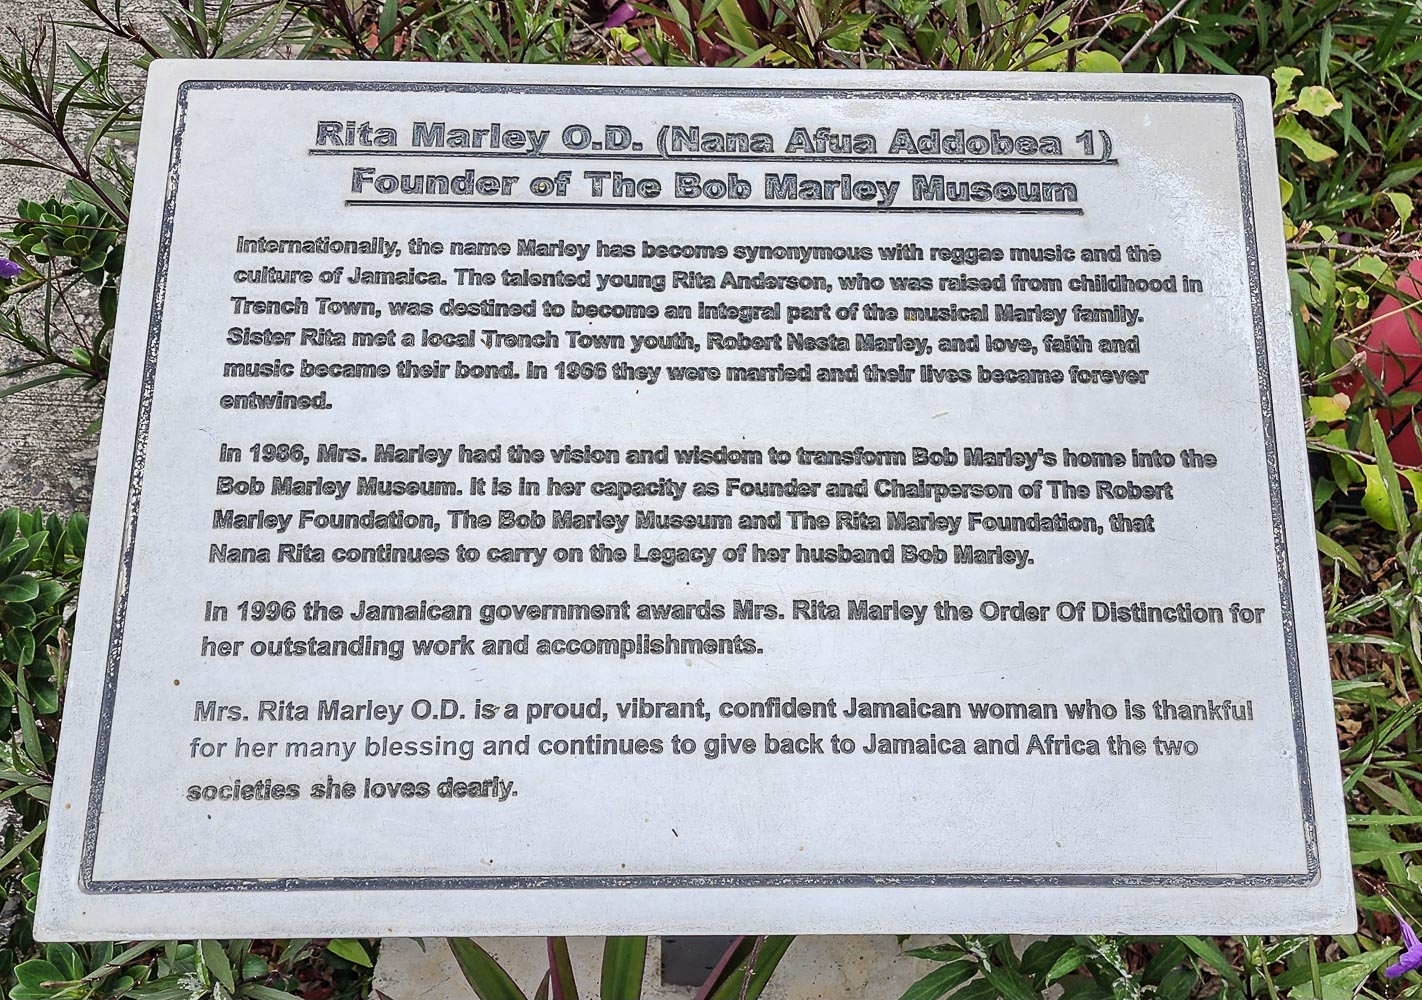 Rita Marley O.D. (Nana Afua Addobea 1)
Founder of The Bob Marley Museum
Internationally, the name Marley has become synonymous with reggae music and the
culture of Jamaica. The talented young Rita Anderson, who was raised from childhood in
Trench Town, was destined to become an integral part of the musical Marley family.
Sister Rita met a local Trench Town youth, Robert Nesta Marley, and love, faith and
music became their bond. In 1966 they were married and their lives became forever
entwined.
In 1986, Mrs. Marley had the vision and wisdom to transform Bob Marley's home into the
Bob Marley Museum. It is in her capacity as Founder and Chairperson of The Robert
Marley Foundation, The Bob Marley Museum and The Rita Marley Foundation, that
Nana Rita continues to carry on the Legacy of her husband Bob Marley.
In 1996 the Jamaican government awards Mrs. Rita Marley the Order Of Distinction for
her outstanding work and accomplishments.
Mrs. Rita Marley O.D. is a proud, vibrant, confident Jamaican woman who is thankful
for her many blessing and continues to give back to Jamaica and Africa the two
societies she loves dearly.